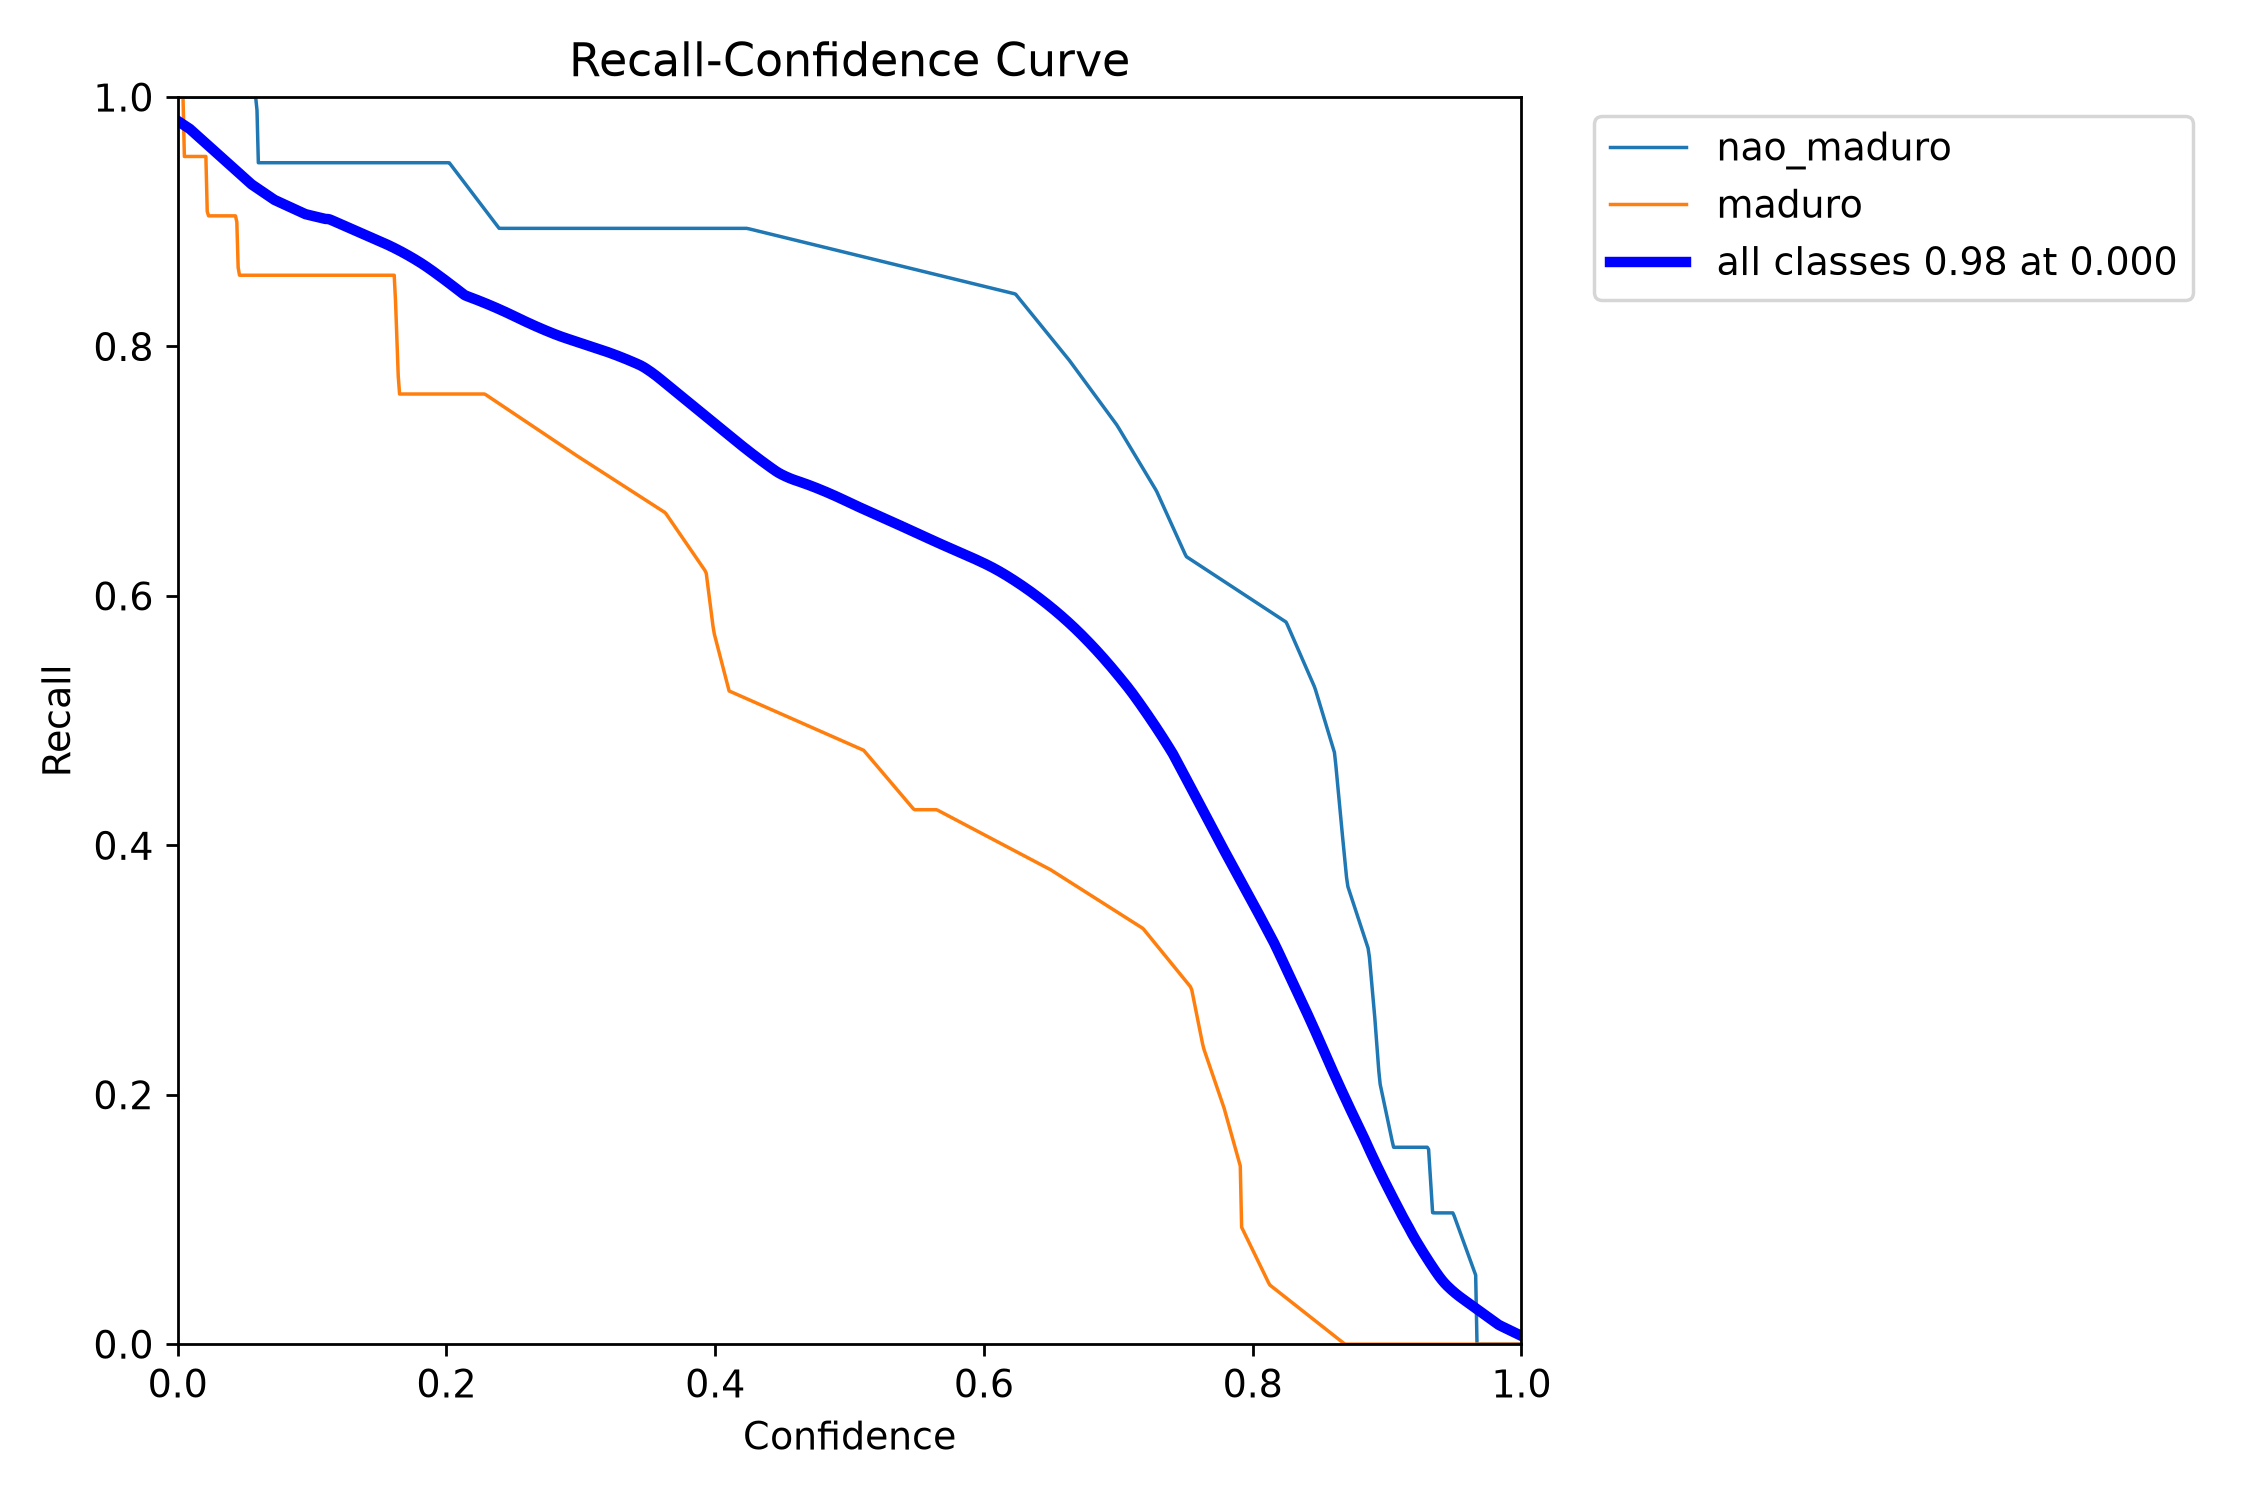 Recall-Confidence Curve
1.0
0.8
0.6
0.4
0.2
0.0
Recall
0.0 0.2 0.4 0.6 0.8 1.0
Confidence
nao_maduro
maduro
all classes 0.98 at 0.000